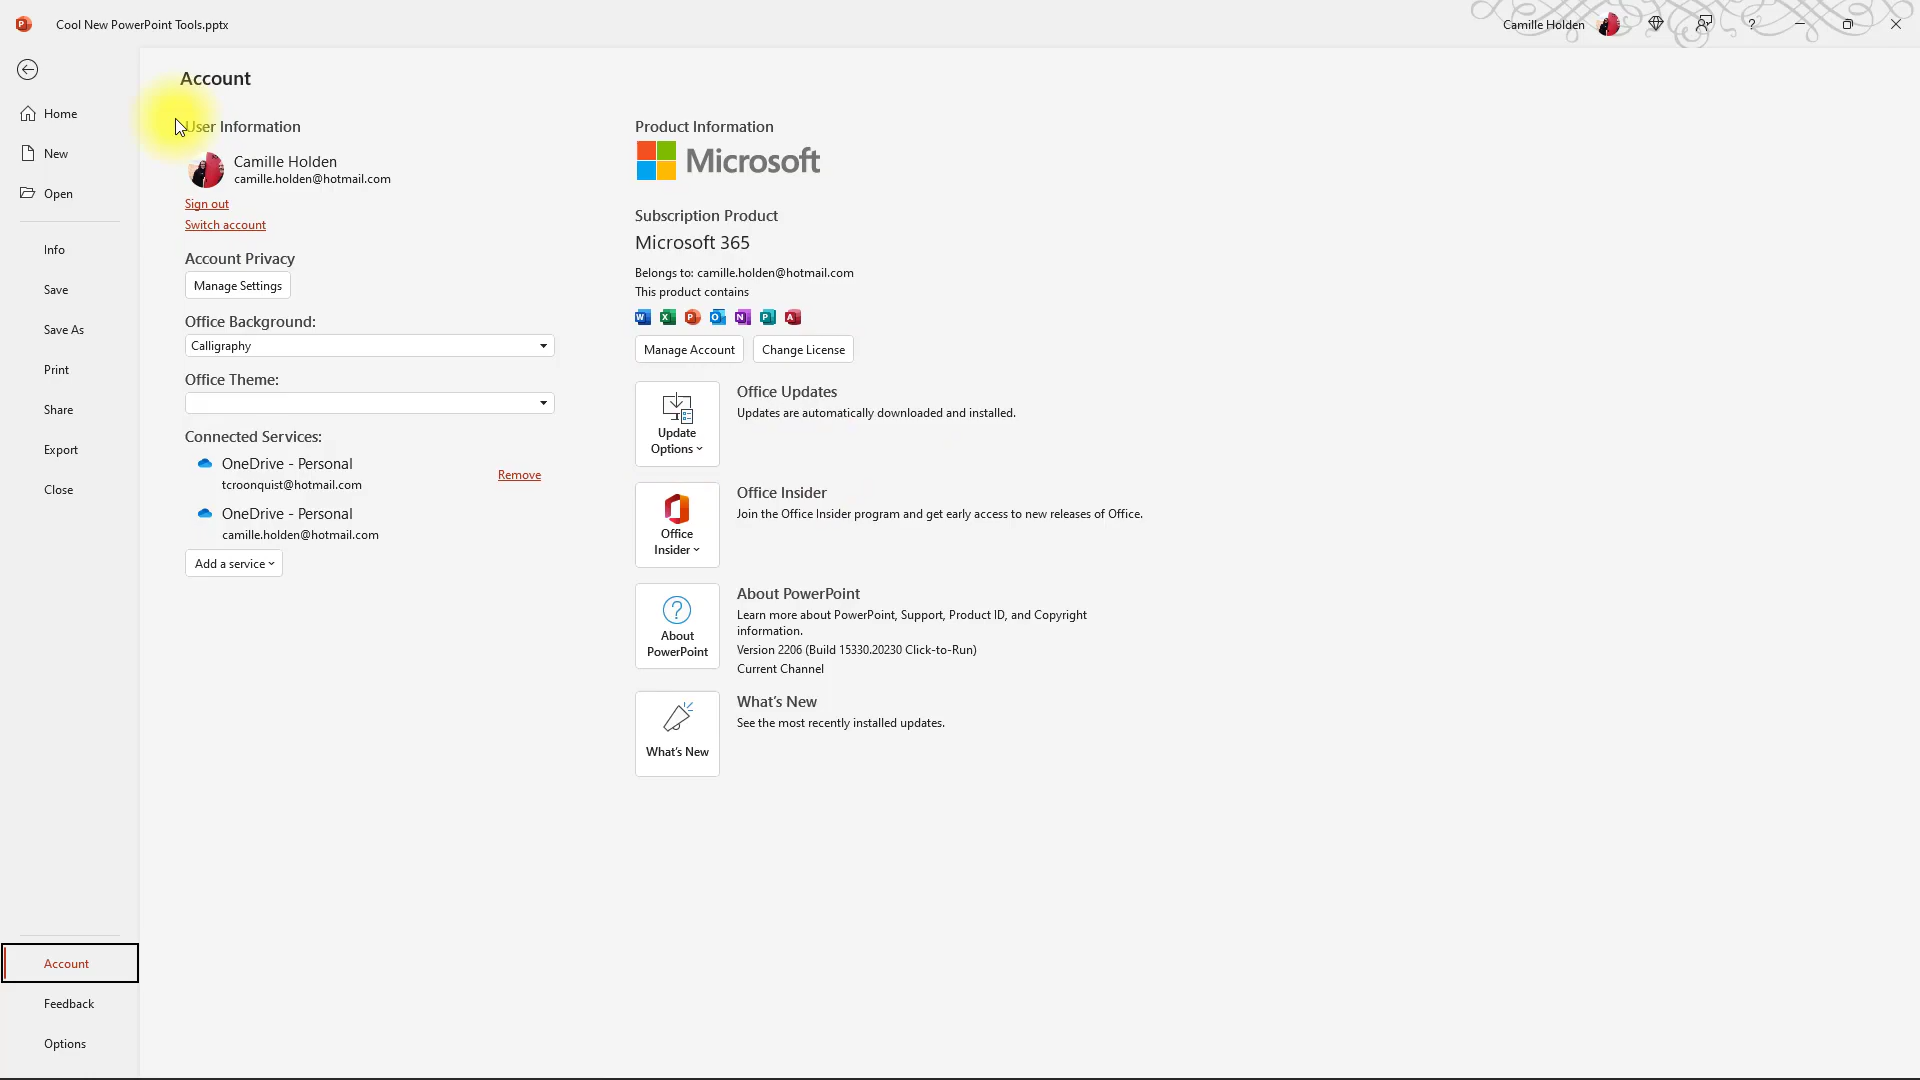 Cool New PowerPoint Tools.pptx
Camille Holden
?
Home
New
Open
Info
Save
Save As
Print
Share
Export
Close
Account
Feedback
Options
Account
User Information
Camille Holden
camille.holden@hotmail.com
Sign out
Switch account
Account Privacy
Manage Settings
Office Background:
Calligraphy
Office Theme:
Connected Services:
OneDrive - Personal
tcroonquist@hotmail.com
Remove
OneDrive - Personal
camille.holden@hotmail.com
Add a service
Product Information
Microsoft
Subscription Product
Microsoft 365
Belongs to: camille.holden@hotmail.com
This product contains
Manage Account
Change License
Update
Options
Office Updates
Updates are automatically downloaded and installed.
Office
Insider
Office Insider
Join the Office Insider program and get early access to new releases of Office.
About
PowerPoint
About PowerPoint
Learn more about PowerPoint, Support, Product ID, and Copyright
information.
Version 2206 (Build 15330.20230 Click-to-Run)
Current Channel
What's New
What's New
See the most recently installed updates.